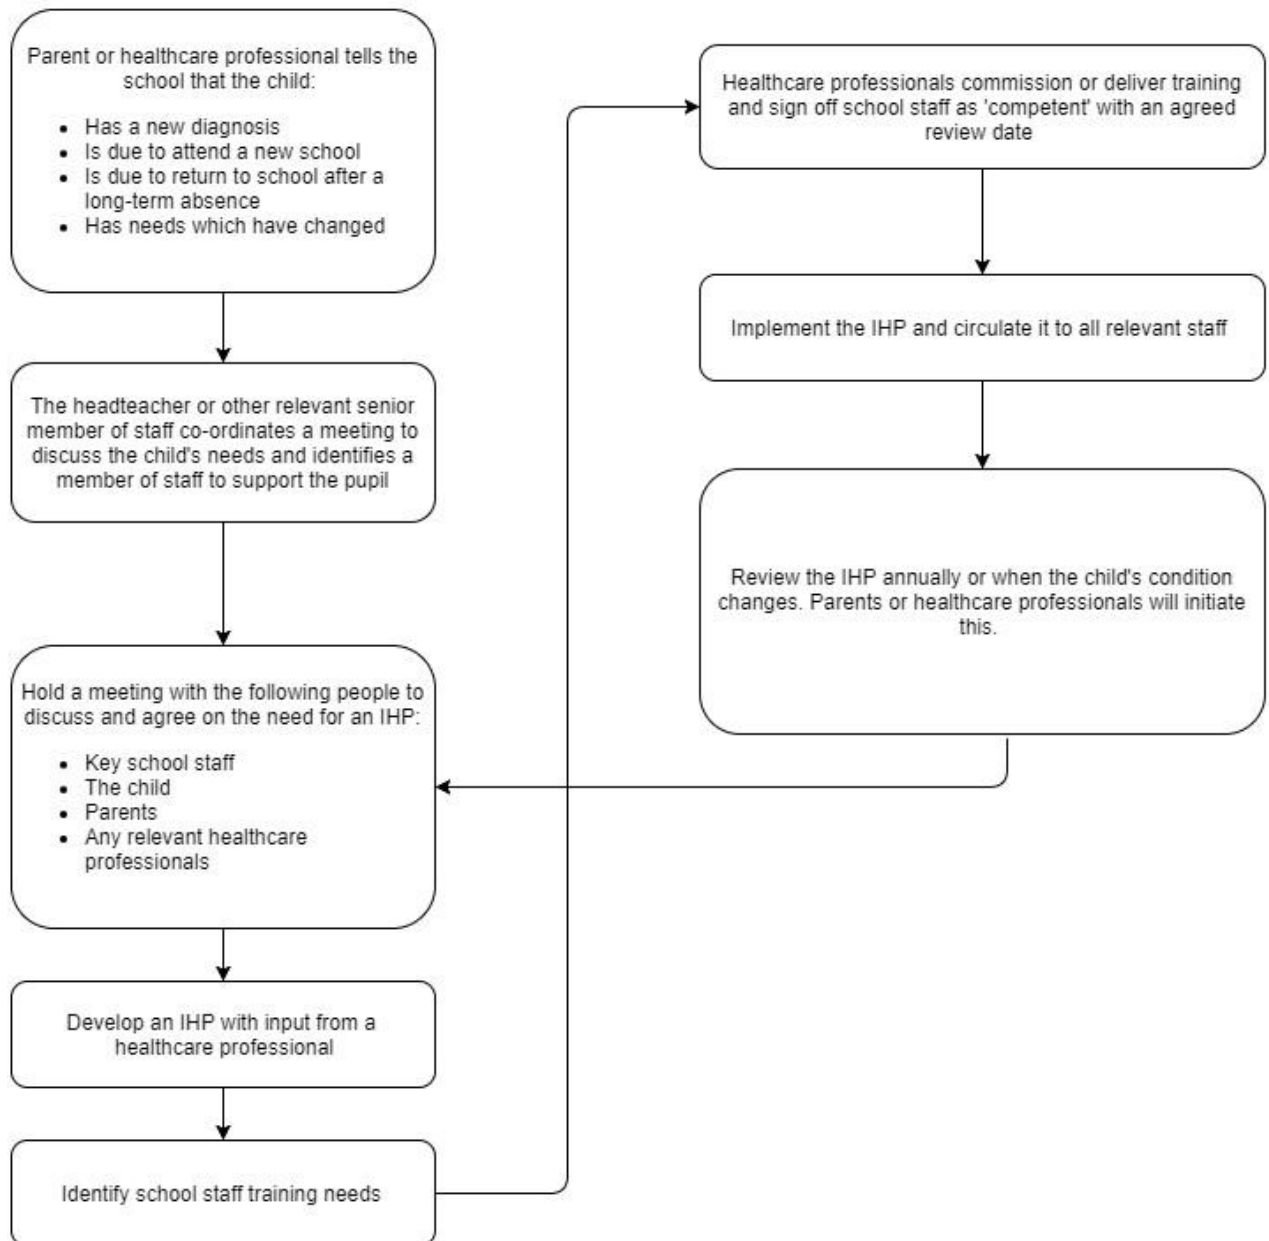 Parent or healthcare professional tells the
school that the child:
• Has a new diagnosis
• Is due to attend a new school
• Is due to return to school after a
long-term absence
• Has needs which have changed
The headteacher or other relevant senior
member of staff co-ordinates a meeting to
discuss the child's needs and identifies a
member of staff to support the pupil
Hold a meeting with the following people to
discuss and agree on the need for an IHP:
• Key school staff
• The child
• Parents
• Any relevant healthcare
professionals
Develop an IHP with input from a
healthcare professional
Identify school staff training needs
Healthcare professionals commission or deliver training
and sign off school staff as 'competent' with an agreed
review date
Implement the IHP and circulate it to all relevant staff
Review the IHP annually or when the child's condition
changes. Parents or healthcare professionals will initiate
this.